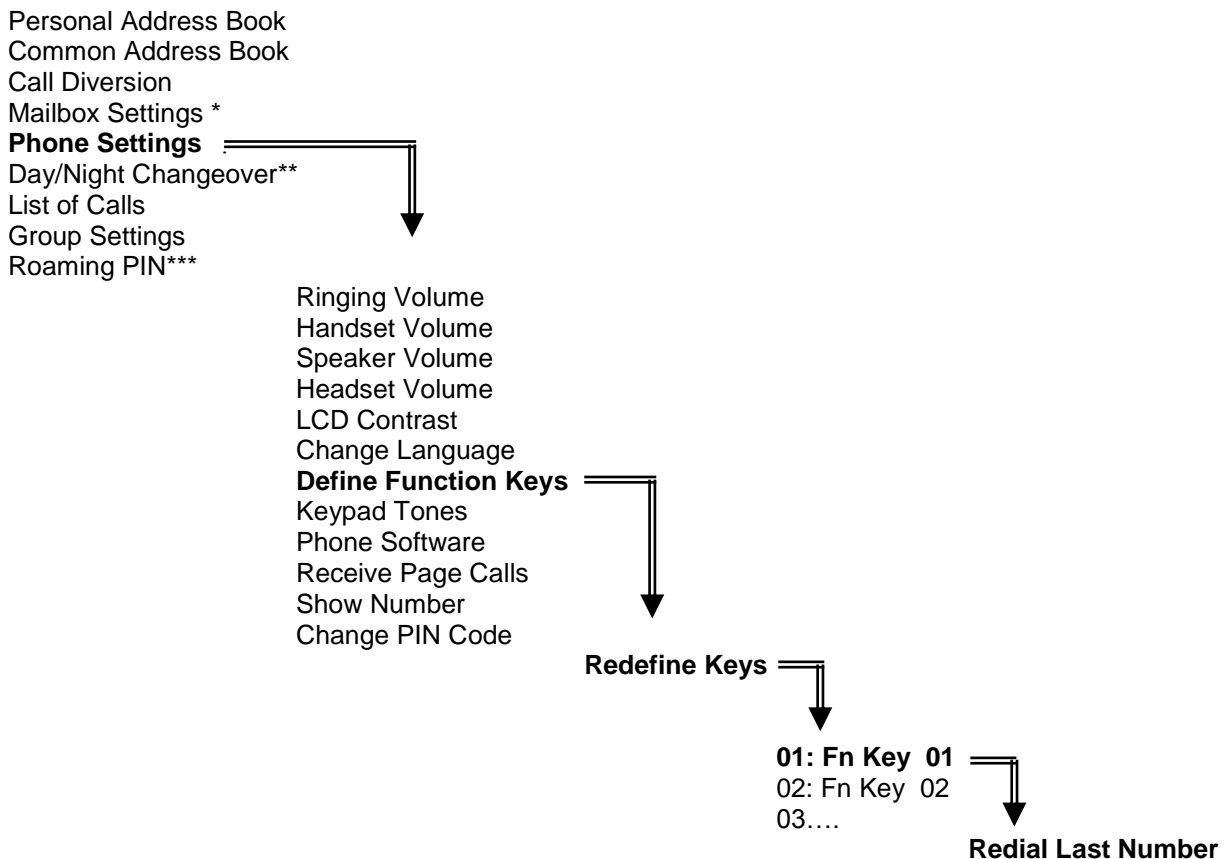 Personal Address Book
Common Address Book
Call Diversion
Mailbox Settings *
Phone Settings
Day/Night Changeover**
List of Calls
Group Settings
Roaming PIN***
Ringing Volume
Handset Volume
Speaker Volume
Headset Volume
LCD Contrast
Change Language
Define Function Keys
Keypad Tones
Phone Software
Receive Page Calls
Show Number
Change PIN Code
Redefine Keys
01: Fn Key 01
02: Fn Key 02
03….
Redial Last Number